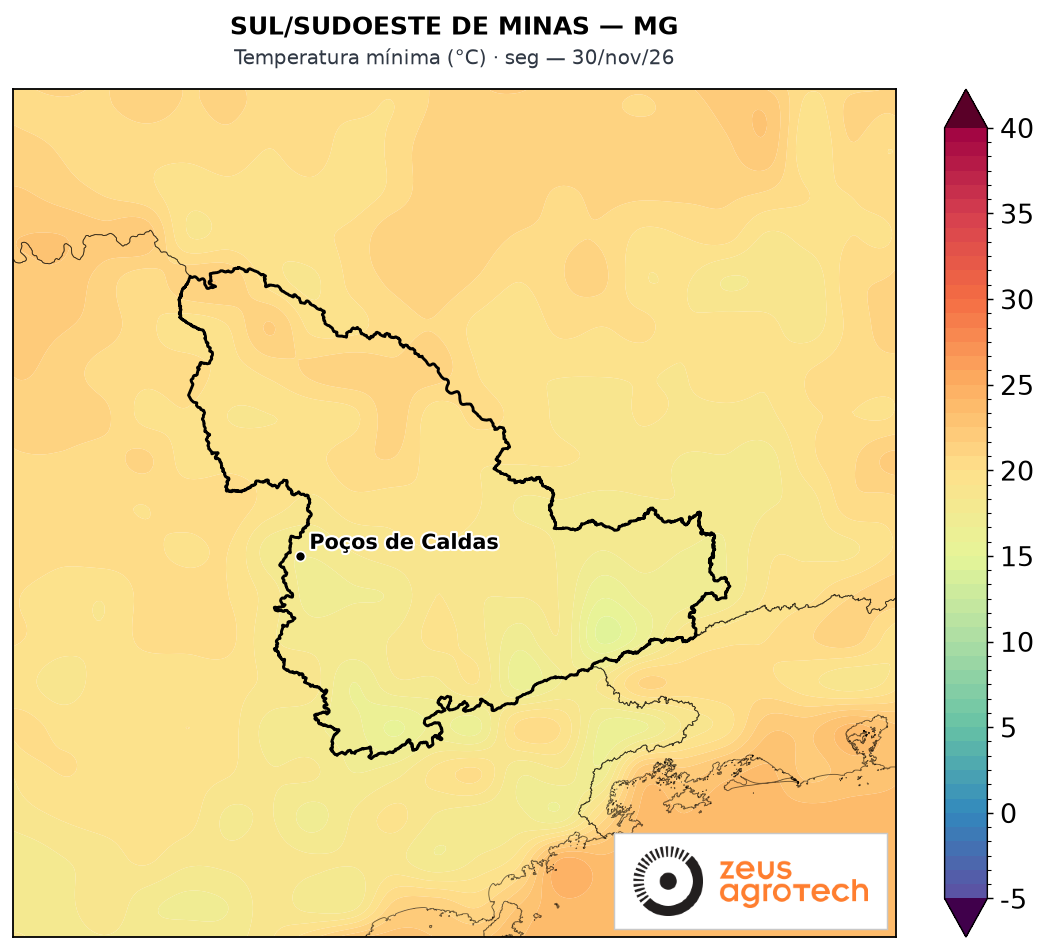 SUL/SUDOESTE DE MINAS — MG
Temperatura mínima (°C) · seg — 30/nov/26
40
35
30
25
20
15
10
5
0
-5
Poços de Caldas
zeus
agrotech